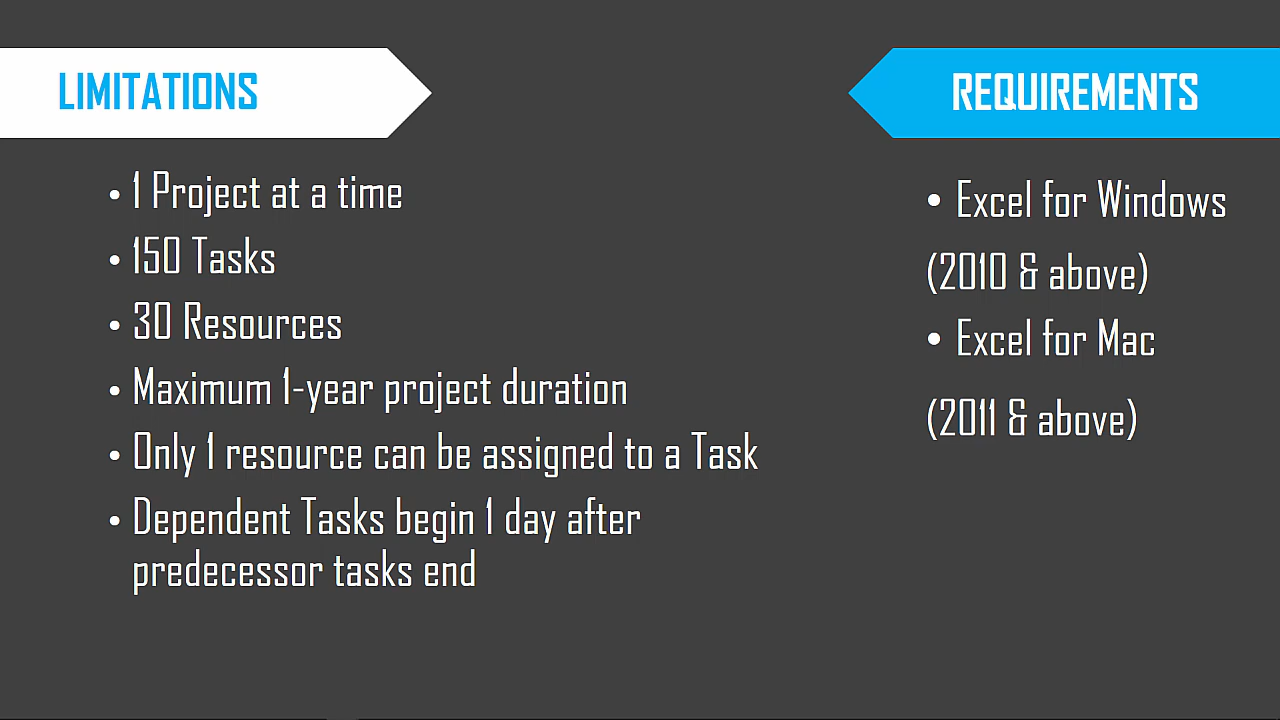 LIMITATIONS
• 1 Project at a time
• 150 Tasks
• 30 Resources
• Maximum 1-year project duration
• Only 1 resource can be assigned to a Task
• Dependent Tasks begin 1 day after
predecessor tasks end
REQUIREMENTS
• Excel for Windows
(2010 & above)
• Excel for Mac
(2011 & above)